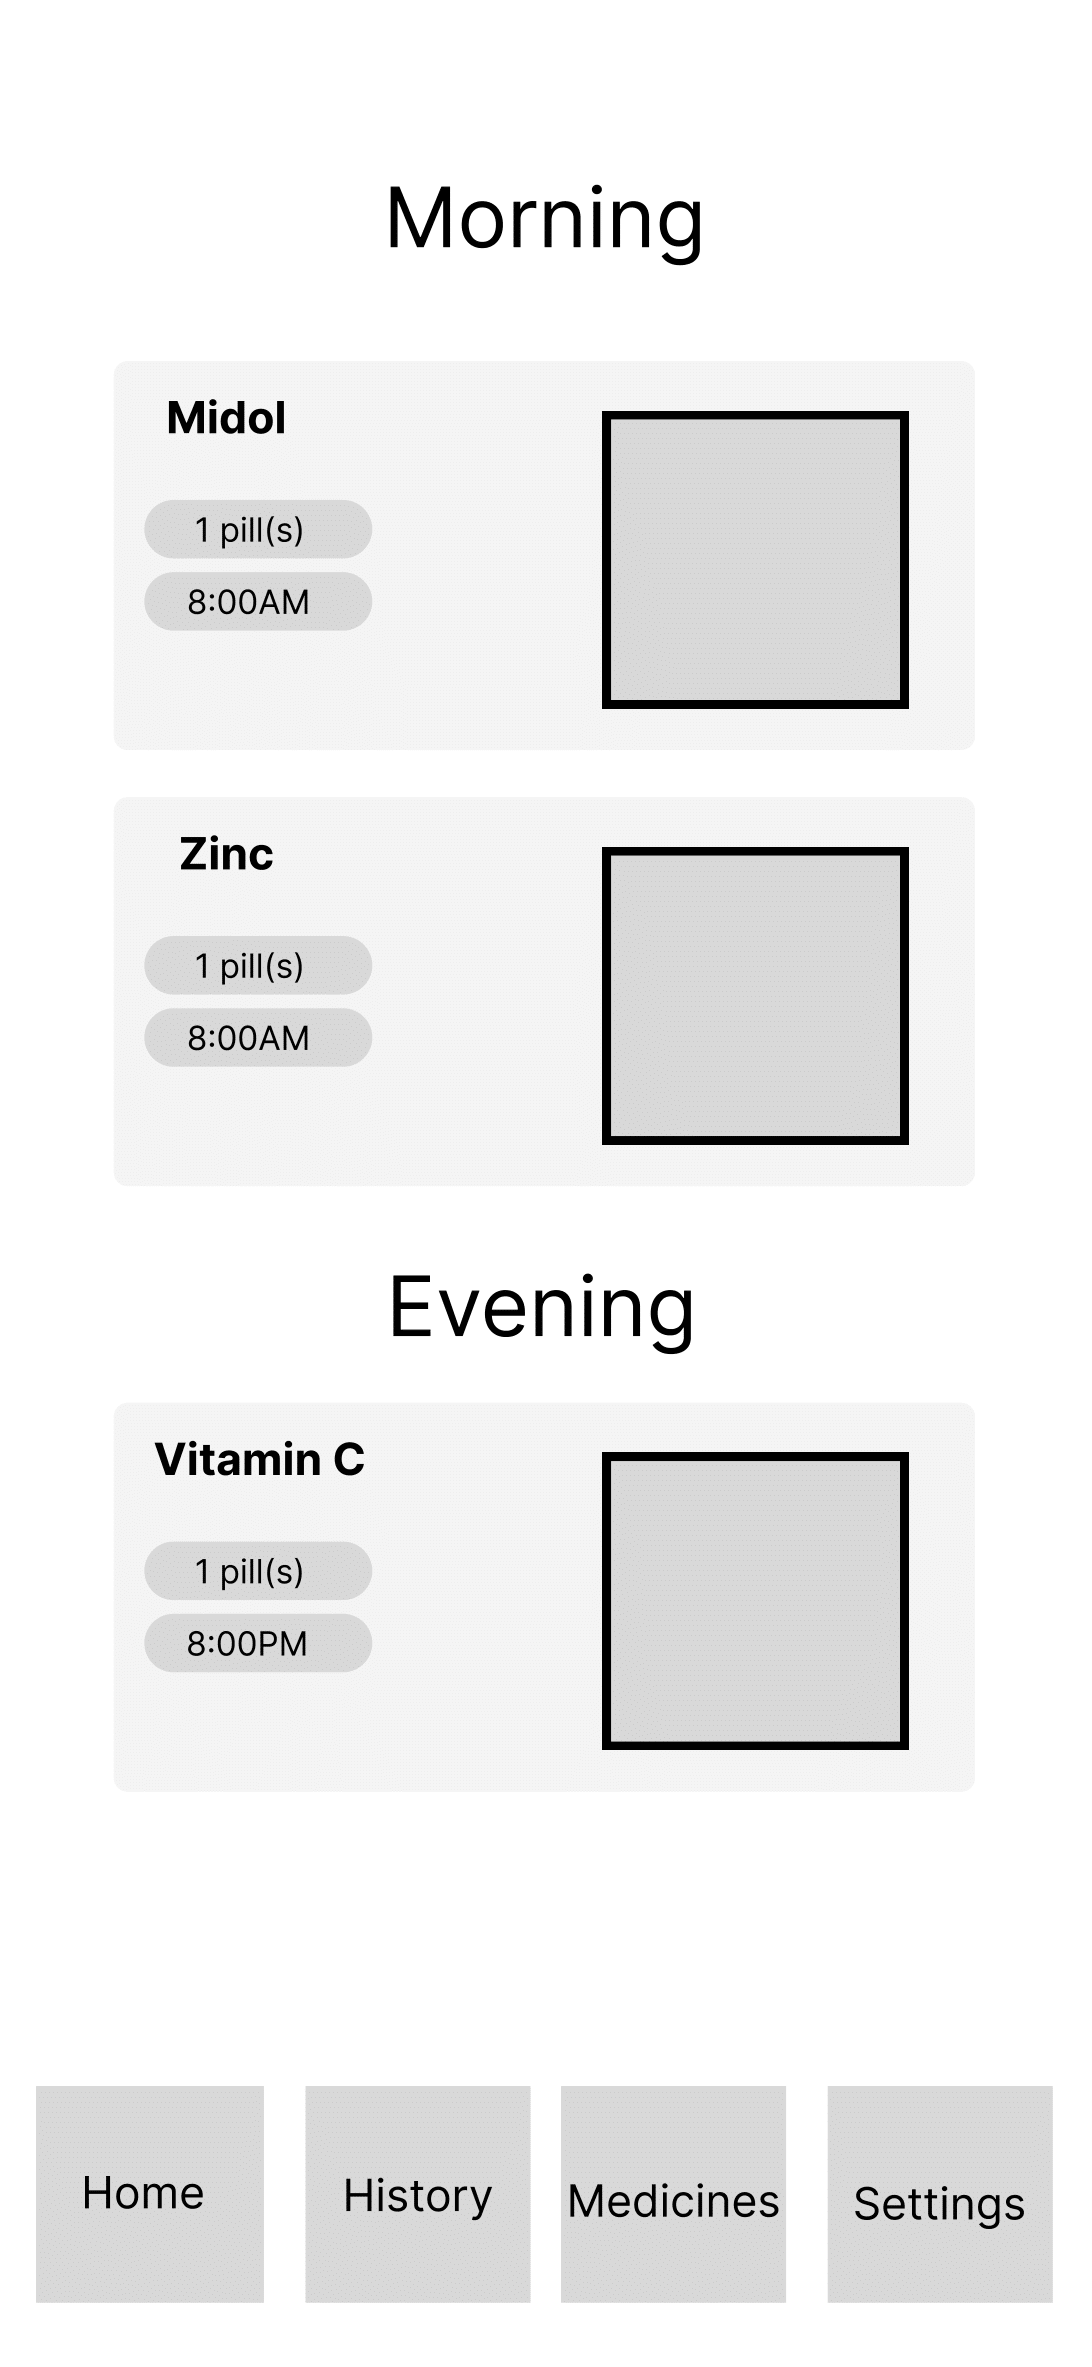 Morning
Midol
1 pill(s)
8:00AM
Zinc
1 pill(s)
8:00AM
Evening
Vitamin C
1 pill(s)
8:00PM
Home
History
Medicines
Settings